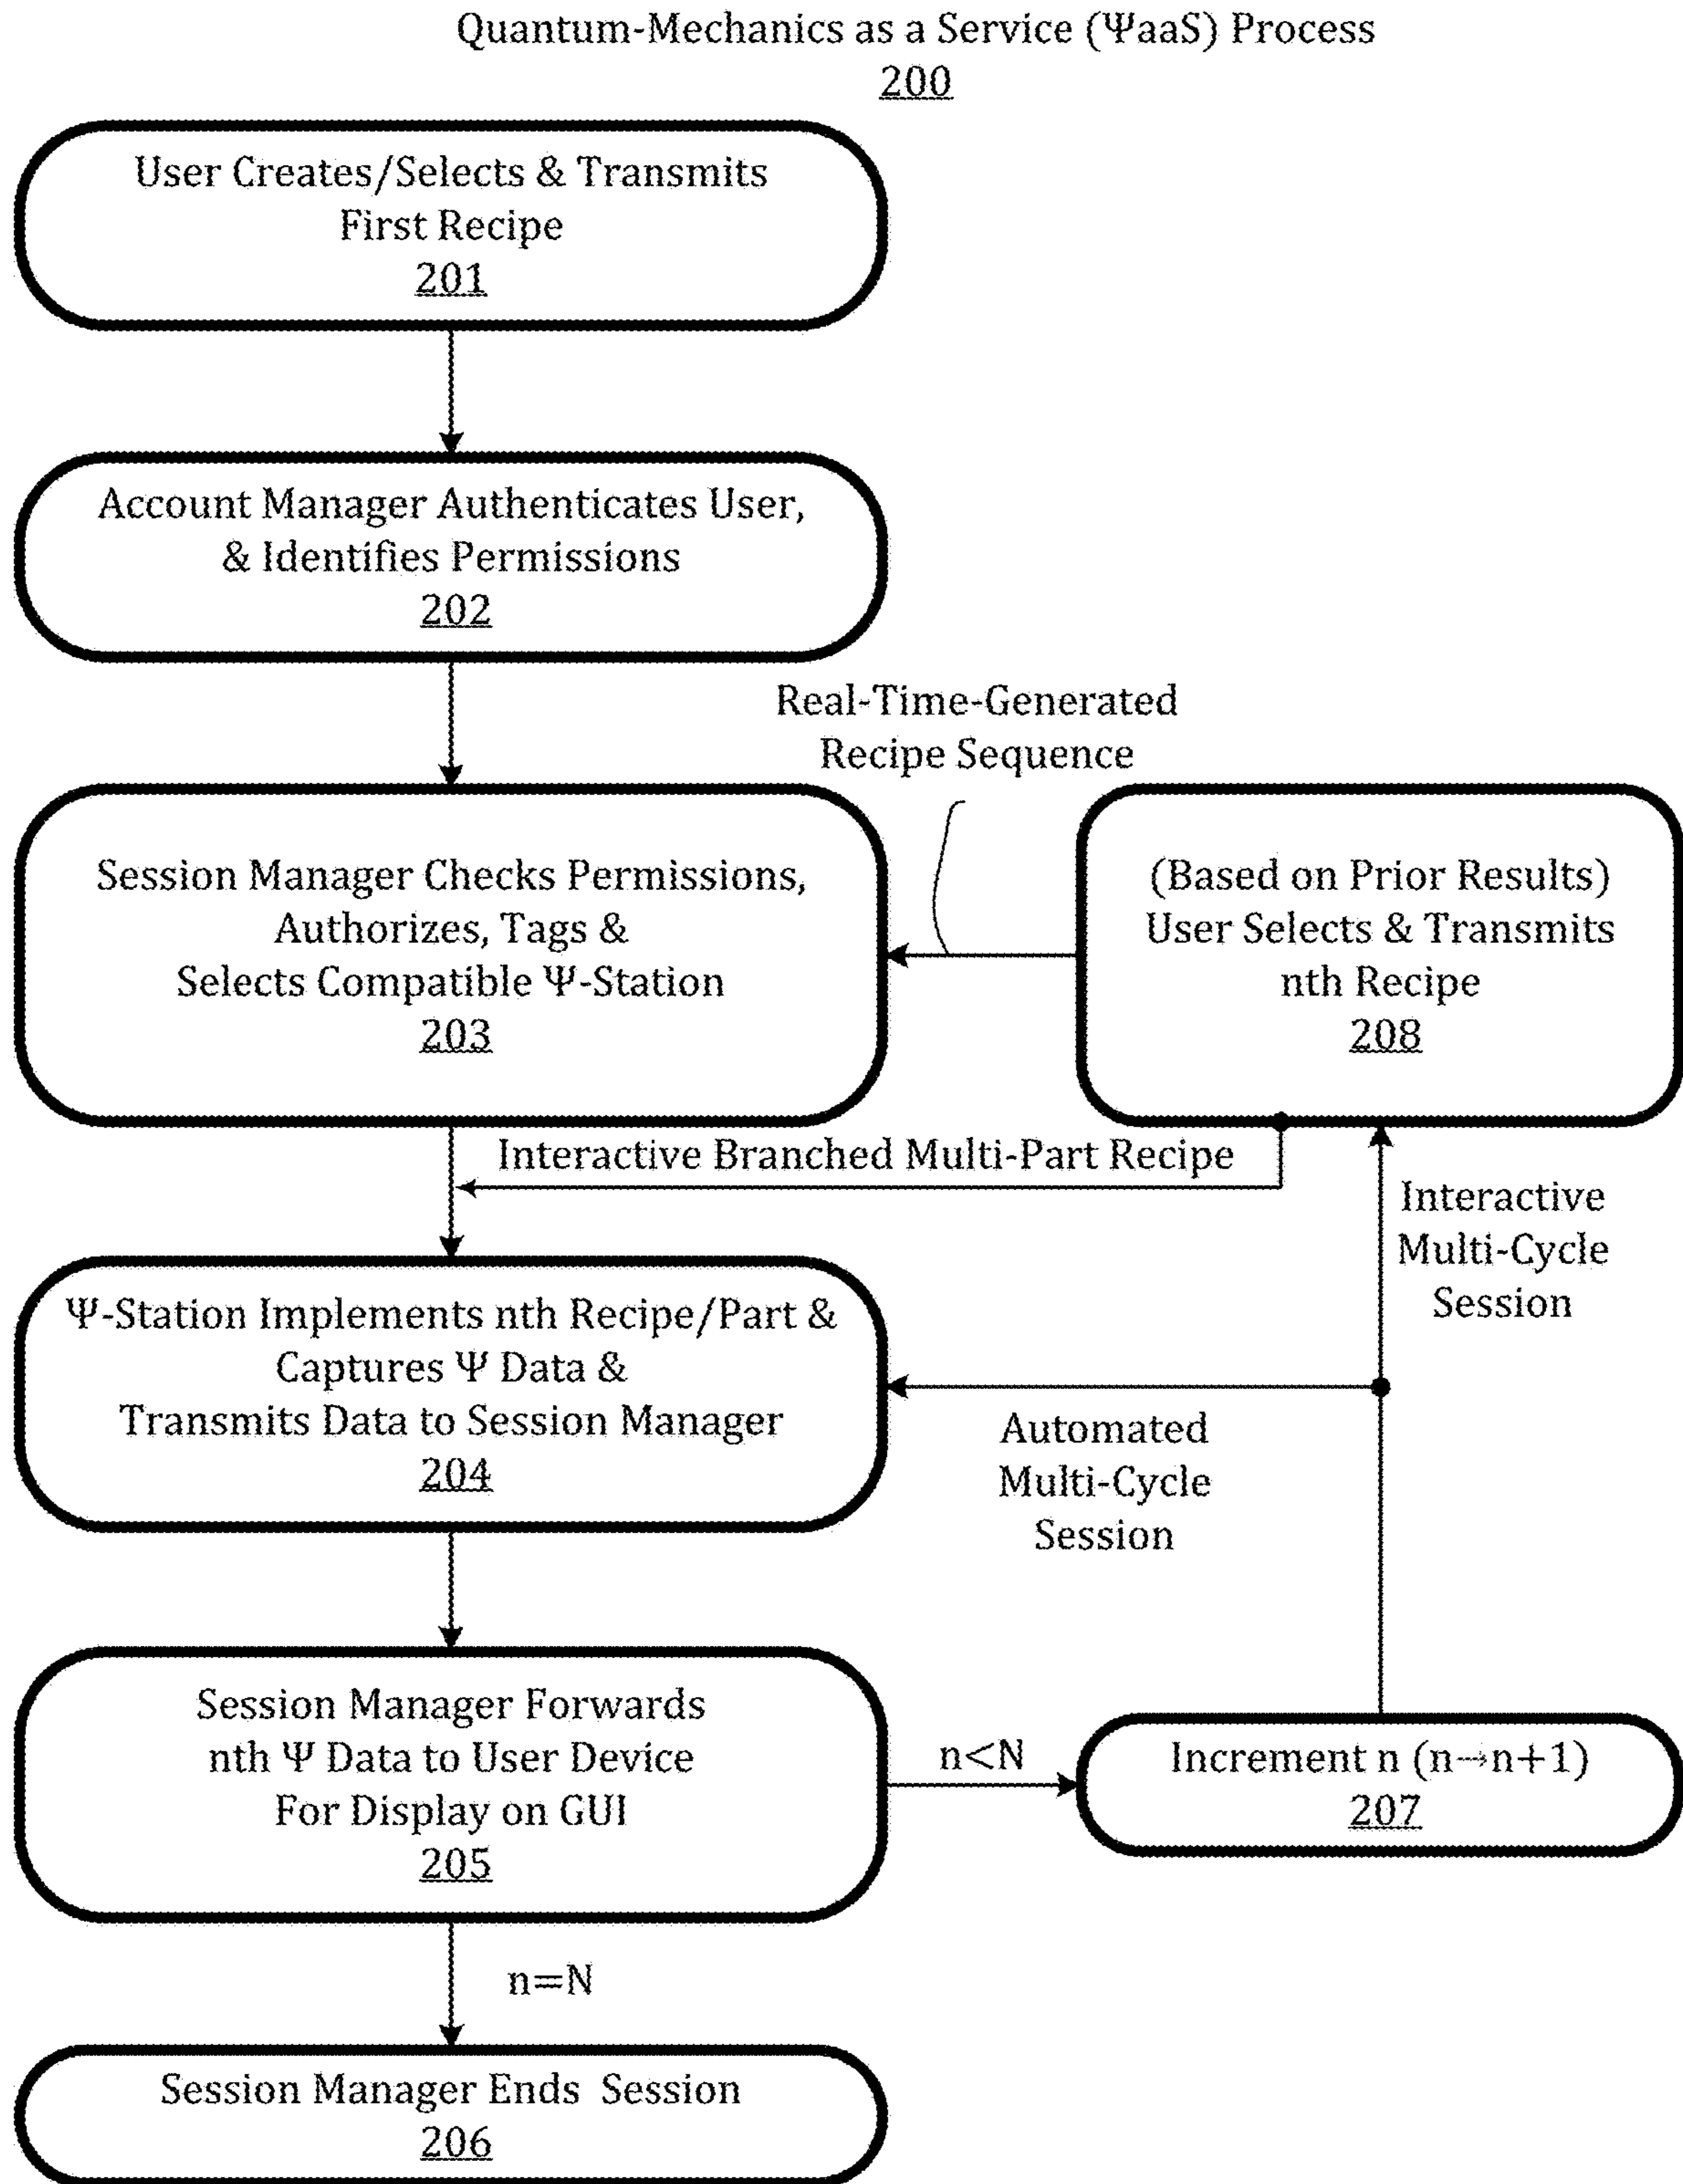 Quantum-Mechanics as a Service (ΨaaS) Process
200
User Creates/Selects & Transmits
First Recipe
201
Account Manager Authenticates User,
& Identifies Permissions
202
Real-Time-Generated
Recipe Sequence
Session Manager Checks Permissions,
Authorizes, Tags &
Selects Compatible Ψ-Station
203
(Based on Prior Results)
User Selects & Transmits
nth Recipe
208
Interactive Branched Multi-Part Recipe
Interactive
Multi-Cycle
Session
Ψ-Station Implements nth Recipe/Part &
Captures Ψ Data &
Transmits Data to Session Manager
204
Automated
Multi-Cycle
Session
Session Manager Forwards
nth Ψ Data to User Device
For Display on GUI
205
n<N
Increment n (n→n+1)
207
n=N
Session Manager Ends Session
206